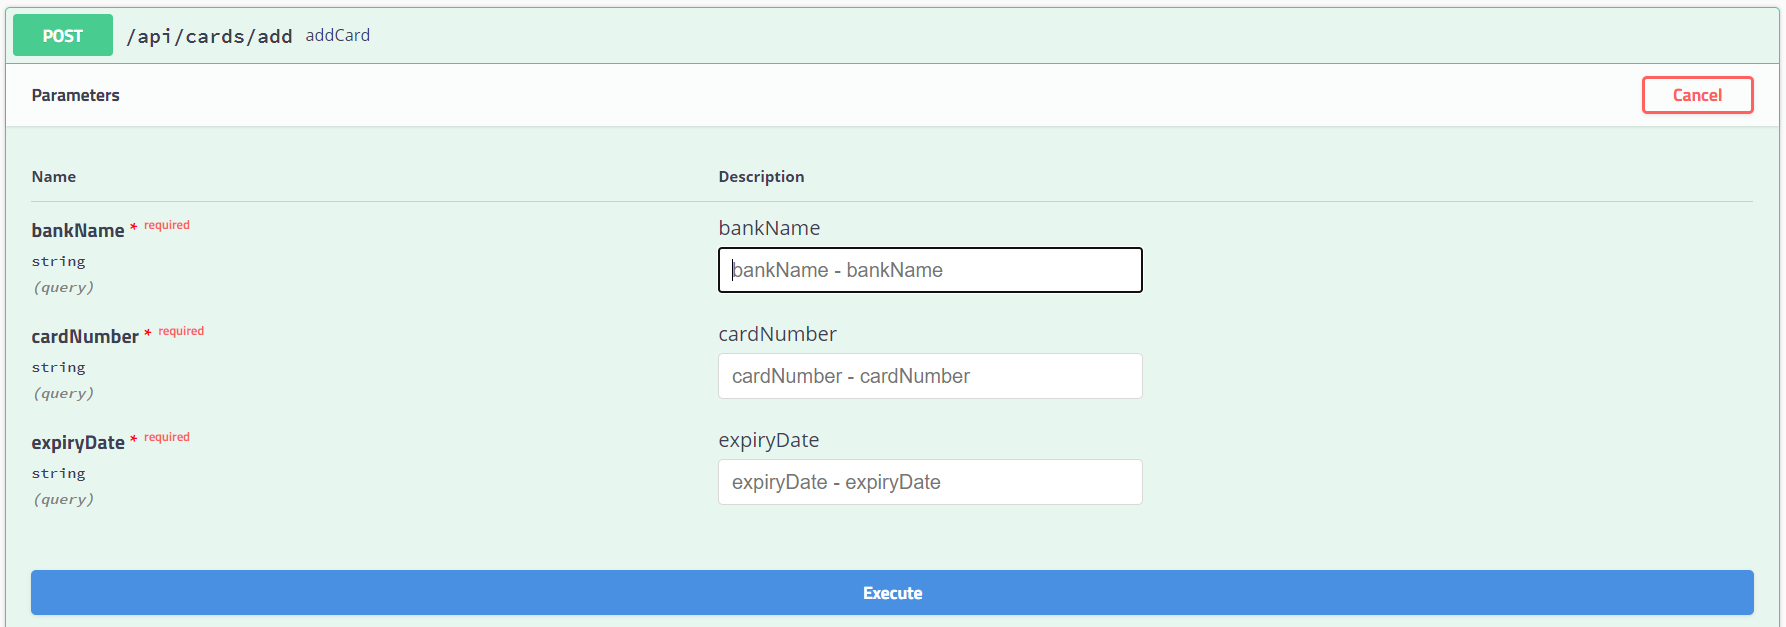 POST /api/cards/add addCard
Parameters Cancel
Name Description
bankName * required bankName
string
bankName - bankName
(query)
cardNumber * required cardNumber
string
cardNumber - cardNumber
(query)
expiryDate * required expiryDate
string
expiryDate - expiryDate
(query)
Execute